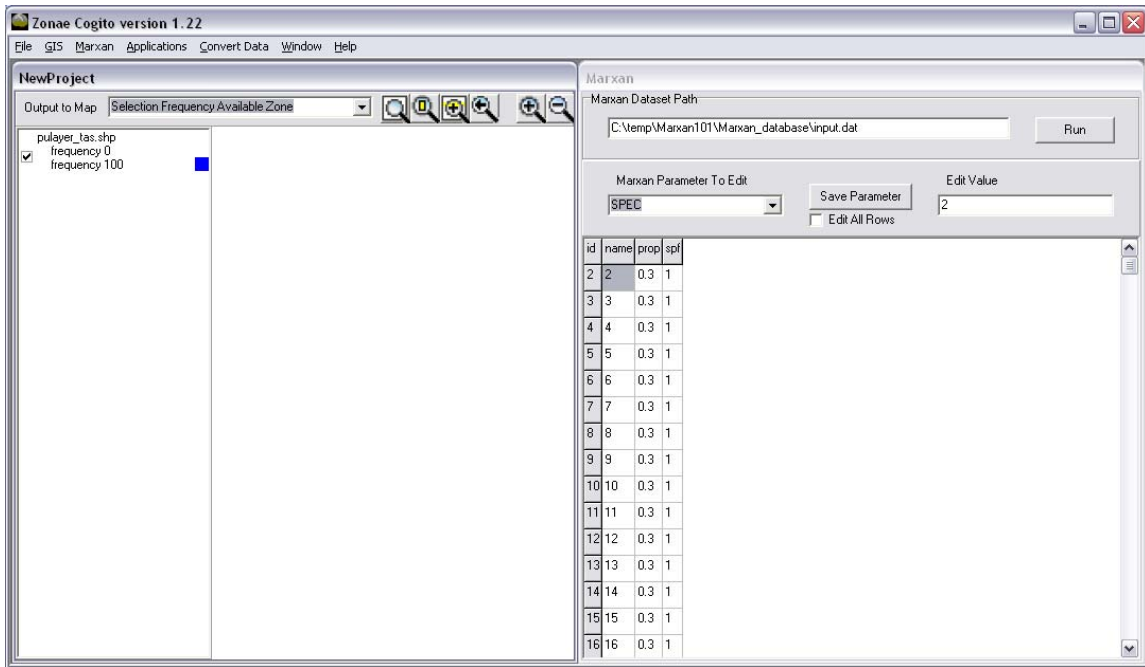 Zonae Cogito version 1.22
File GIS Marxan Applications Convert Data Window Help
NewProject
Output to Map Selection Frequency Available Zone
pulayer_tas.shp
frequency 0
frequency 100
Marxan
Marxan Dataset Path
C:\temp\Marxan101\Marxan_database\input.dat Run
Marxan Parameter To Edit Edit Value
SPEC Save Parameter 2
Edit All Rows
id name prop spf
2 2 0.3 1
3 3 0.3 1
4 4 0.3 1
5 5 0.3 1
6 6 0.3 1
7 7 0.3 1
8 8 0.3 1
9 9 0.3 1
10 10 0.3 1
11 11 0.3 1
12 12 0.3 1
13 13 0.3 1
14 14 0.3 1
15 15 0.3 1
16 16 0.3 1